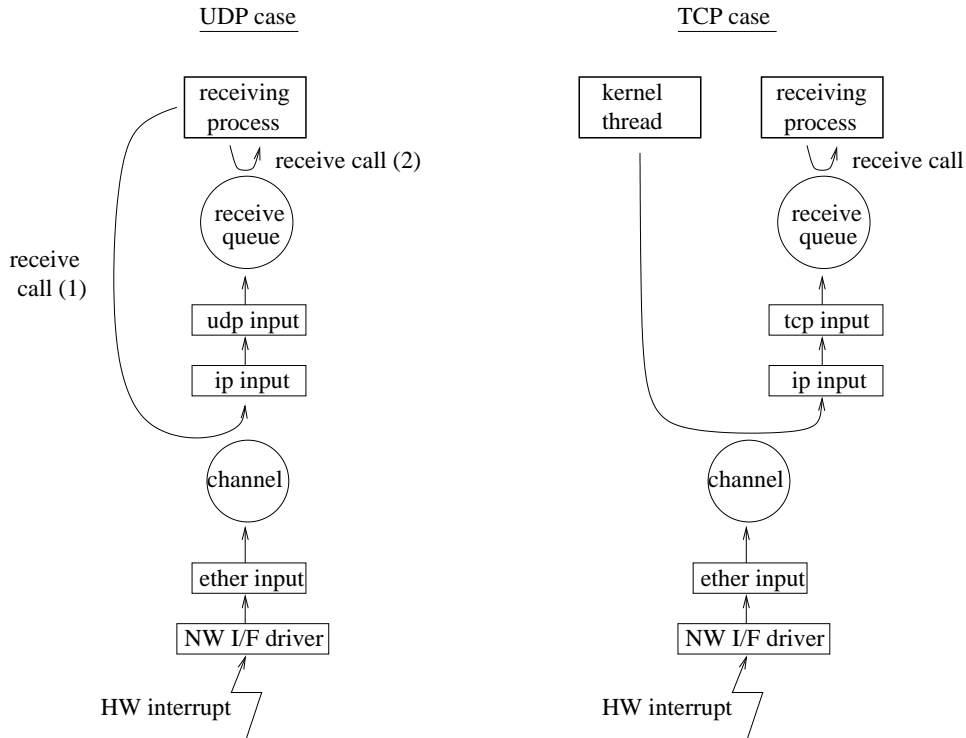 UDP case
receiving
process
receive call (2)
receive
queue
receive
call (1)
udp input
ip input
channel
ether input
NW I/F driver
HW interrupt
TCP case
kernel
thread
receiving
process
receive call
receive
queue
tcp input
ip input
channel
ether input
NW I/F driver
HW interrupt